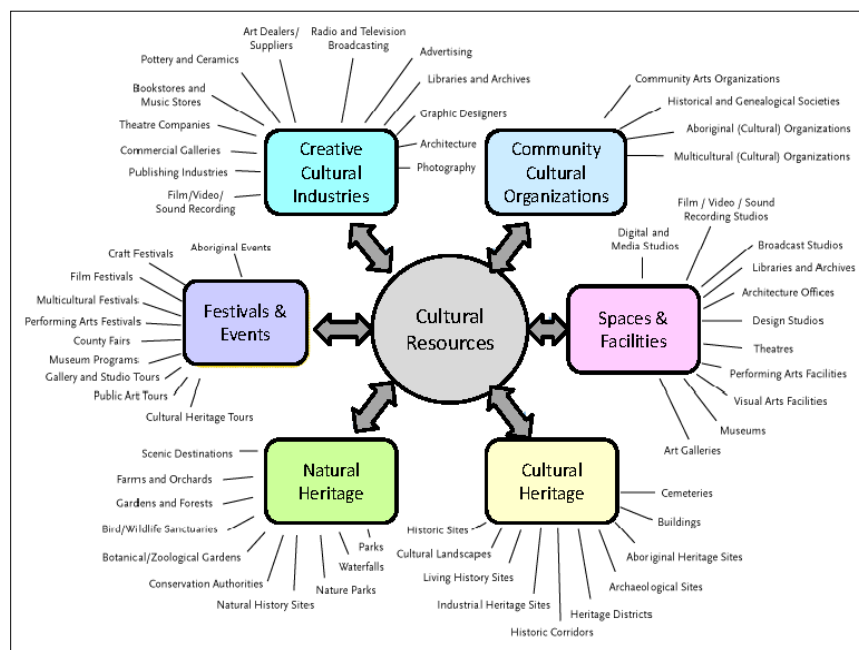 Art Dealers/
Suppliers
Radio and Television
Broadcasting
Pottery and Ceramics
Advertising
Bookstores and
Music Stores
Libraries and Archives
Theatre Companies
Graphic Designers
Commercial Galleries
Architecture
Publishing Industries
Photography
Film/Video/
Sound Recording
Creative
Cultural
Industries
Community Arts Organizations
Historical and Genealogical Societies
Aboriginal (Cultural) Organizations
Multicultural (Cultural) Organizations
Community
Cultural
Organizations
Aboriginal Events
Craft Festivals
Film Festivals
Multicultural Festivals
Performing Arts Festivals
County Fairs
Museum Programs
Gallery and Studio Tours
Public Art Tours
Cultural Heritage Tours
Festivals &
Events
Cultural
Resources
Film / Video / Sound
Recording Studios
Digital and
Media Studios
Broadcast Studios
Libraries and Archives
Architecture Offices
Design Studios
Theatres
Performing Arts Facilities
Visual Arts Facilities
Museums
Art Galleries
Spaces &
Facilities
Scenic Destinations
Farms and Orchards
Gardens and Forests
Bird/Wildlife Sanctuaries
Botanical/Zoological Gardens
Conservation Authorities
Natural History Sites
Nature Parks
Waterfalls
Parks
Natural
Heritage
Cultural
Heritage
Historic Sites
Cultural Landscapes
Living History Sites
Industrial Heritage Sites
Historic Corridors
Heritage Districts
Archaeological Sites
Aboriginal Heritage Sites
Buildings
Cemeteries